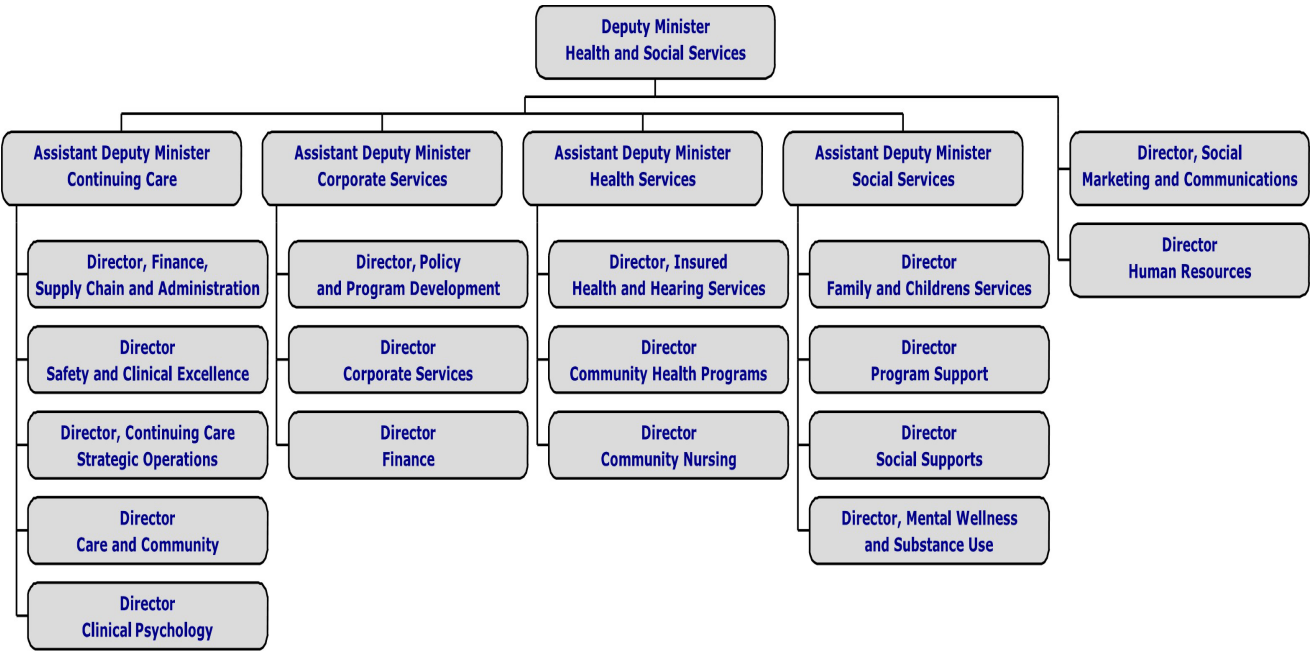 Deputy Minister
Health and Social Services
Assistant Deputy Minister
Continuing Care
Assistant Deputy Minister
Corporate Services
Assistant Deputy Minister
Health Services
Assistant Deputy Minister
Social Services
Director, Social
Marketing and Communications
Director
Human Resources
Director, Finance,
Supply Chain and Administration
Director
Safety and Clinical Excellence
Director, Continuing Care
Strategic Operations
Director
Care and Community
Director
Clinical Psychology
Director, Policy
and Program Development
Director
Corporate Services
Director
Finance
Director, Insured
Health and Hearing Services
Director
Community Health Programs
Director
Community Nursing
Director
Family and Childrens Services
Director
Program Support
Director
Social Supports
Director, Mental Wellness
and Substance Use